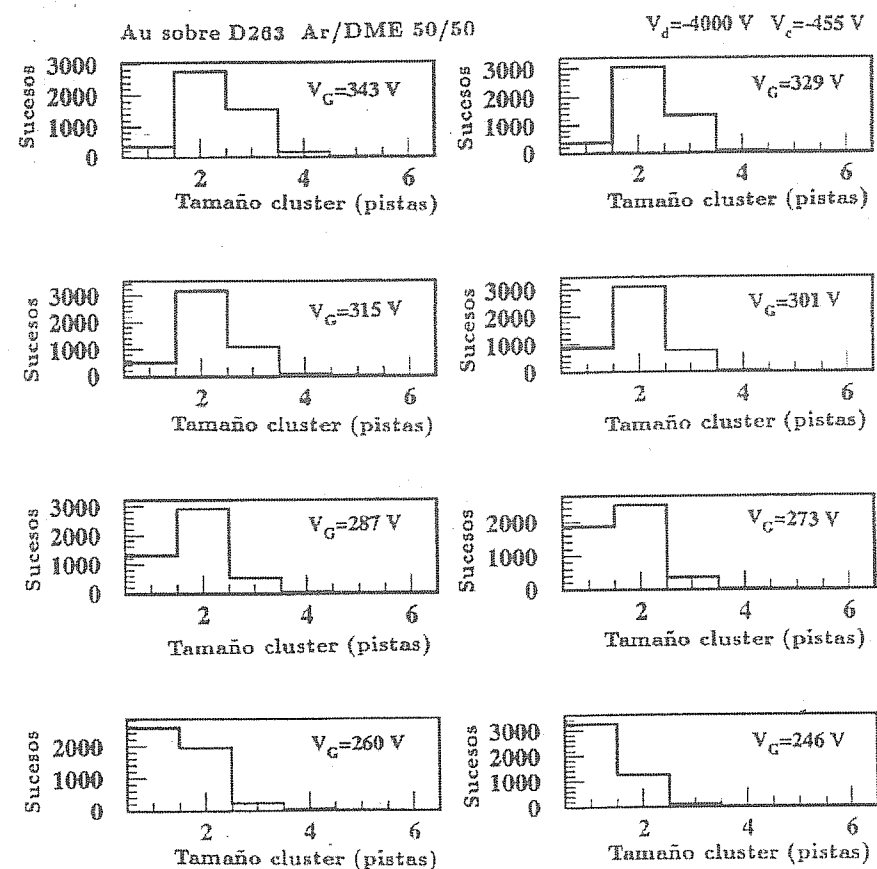 Au sobre D263 Ar/DME 50/50
V_d=-4000 V V_c=-455 V
Sucesos
3000
2000
1000
0
V_G=343 V
2 4 6
Tamaño cluster (pistas)
Sucesos
3000
2000
1000
0
V_G=329 V
2 4 6
Tamaño cluster (pistas)
Sucesos
3000
2000
1000
0
V_G=315 V
2 4 6
Tamaño cluster (pistas)
Sucesos
3000
2000
1000
0
V_G=301 V
2 4 6
Tamaño cluster (pistas)
Sucesos
3000
2000
1000
0
V_G=287 V
2 4 6
Tamaño cluster (pistas)
Sucesos
2000
1000
0
V_G=273 V
2 4 6
Tamaño cluster (pistas)
Sucesos
2000
1000
0
V_G=260 V
2 4 6
Tamaño cluster (pistas)
Sucesos
3000
2000
1000
0
V_G=246 V
2 4 6
Tamaño cluster (pistas)